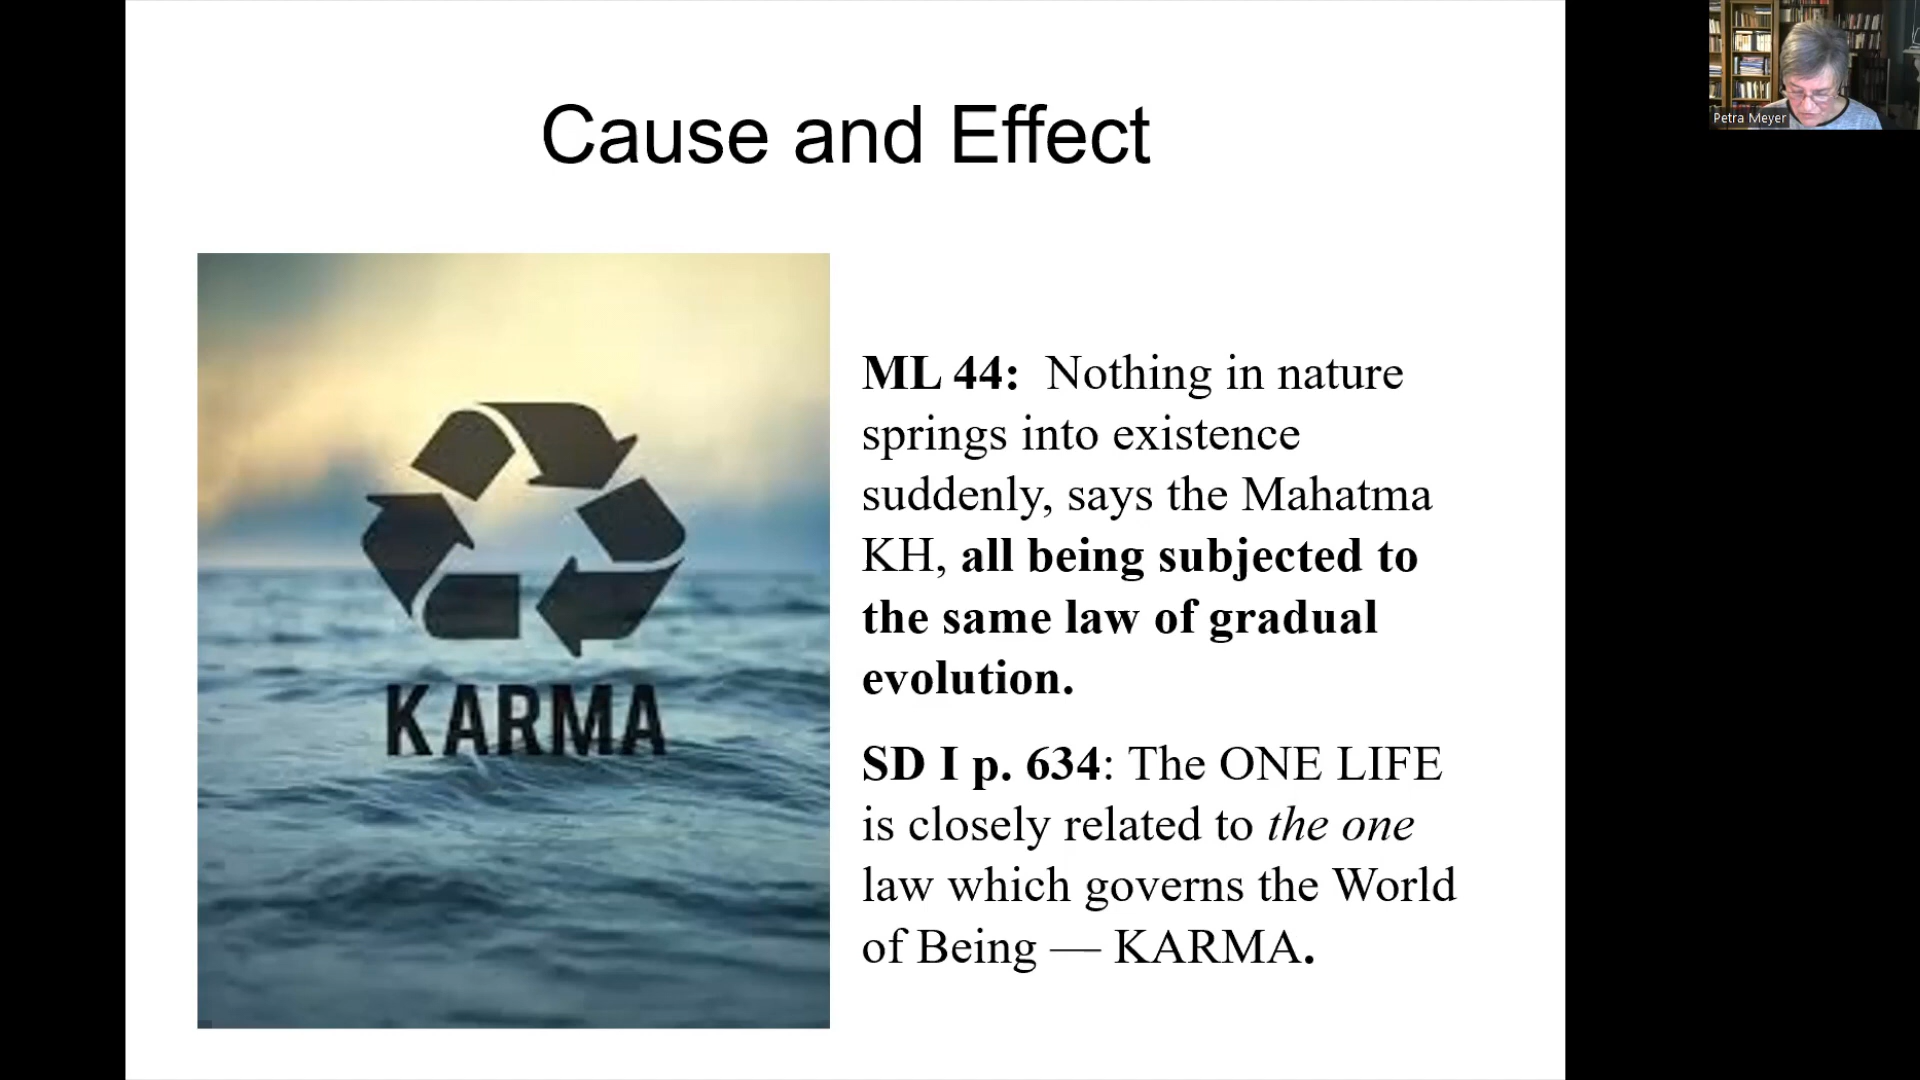 Cause and Effect
KARMA
ML 44: Nothing in nature
springs into existence
suddenly, says the Mahatma
KH, all being subjected to
the same law of gradual
evolution.
SD I p. 634: The ONE LIFE
is closely related to the one
law which governs the World
of Being — KARMA.
Petra Meyer